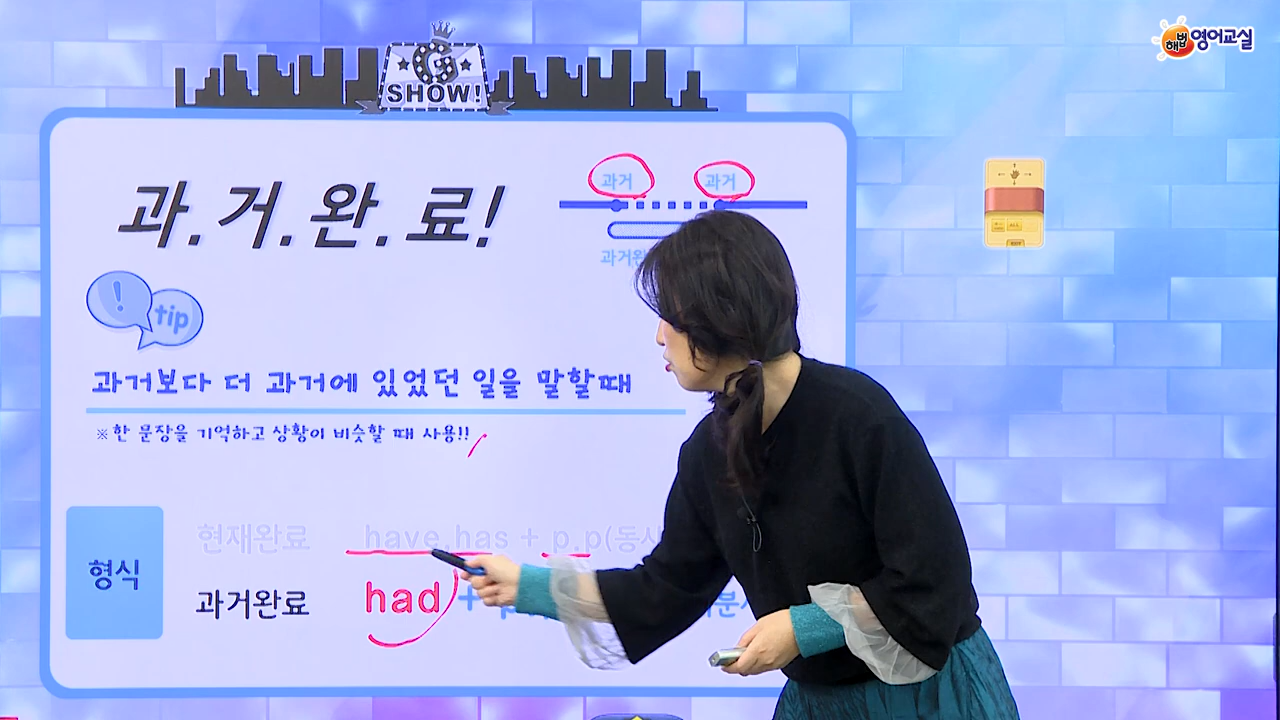 해법 영어교실
G
SHOW!
과.거.완.료!
과거 과거
! tip
과거보다 더 과거에 있었던 일을 말할때
※한 문장을 기억하고 상황이 비슷할 때 사용!!
형식
현재완료 have,has + p.p(동사
과거완료 had +
ALL
EXIT